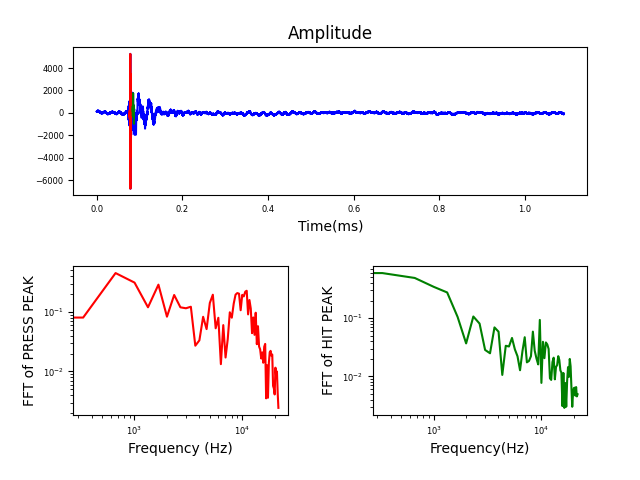 Amplitude
4000
2000
0
−2000
−4000
−6000
0.0 0.2 0.4 0.6 0.8 1.0
Time(ms)
FFT of PRESS PEAK
10⁻¹
10⁻²
10³ 10⁴
Frequency (Hz)
FFT of HIT PEAK
10⁻¹
10⁻²
10³ 10⁴
Frequency(Hz)